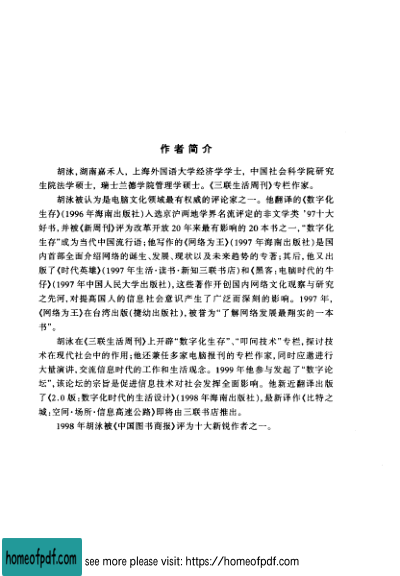 作者简介
胡泳,湖南嘉禾人, 上海外国语大学经济学学士, 中国社会科学院研究
生院法学硕士, 瑞士兰德学院管理学硕士。《三联生活周刊》专栏作家。
胡泳被认为是电脑文化领域最有权威的评论家之一。他翻译的《数字化
生存》(1996年海南出版社)入选京沪两地学界名流评定的非文学类'97十大
好书,并被《新周刊》评为改革开放20年来最有影响的20本书之一,“数字化
生存”成为当代中国流行语;他写作的《网络为王》(1997年海南出版社)是国
内首部全面介绍网络的诞生、发展、现状以及未来趋势的专著;其后,他又出
版了《时代英雄》(1997年生活·读书·新知三联书店)和《黑客:电脑时代的牛
仔》(1997年中国人民大学出版社),这些著作开创国内网络文化观察与研究
之先河,对提高国人的信息社会意识产生了广泛而深刻的影响。1997年,
《网络为王》在台湾出版(捷幼出版社),被誉为“了解网络发展最翔实的一本
书”。
胡泳在《三联生活周刊》上开辟“数字化生存”、“叩问技术”专栏,探讨技
术在现代社会中的作用;他还兼任多家电脑报刊的专栏作家,同时应邀进行
大量演讲,交流信息时代的工作和生活观念。1999年他参与发起了“数字论
坛”,该论坛的宗旨是促进信息技术对社会发挥全面影响。他新近翻译出版
了《2.0版:数字化时代的生活设计》(1998年海南出版社),最新译作《比特之
城:空间·场所·信息高速公路》即将由三联书店推出。
1998年胡泳被《中国图书商报》评为十大新锐作者之一。
homeofpdf.com see more please visit: https://homeofpdf.com